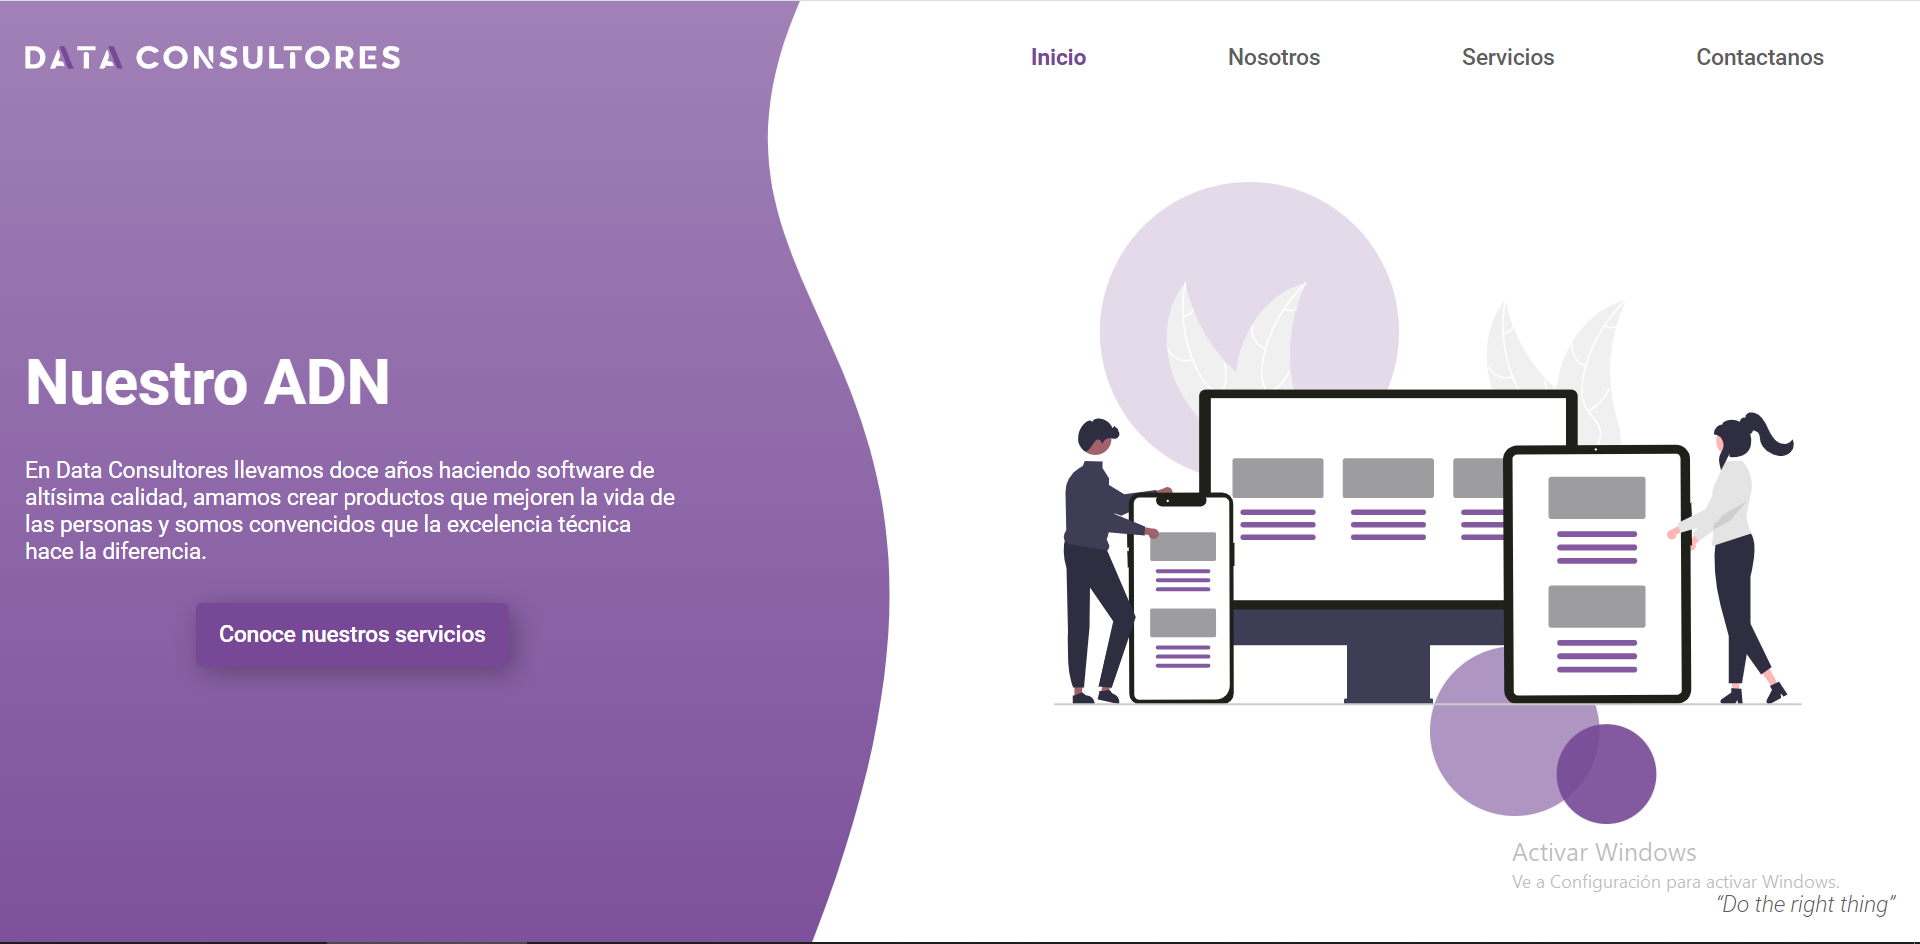 DATA CONSULTORES
Inicio
Nosotros
Servicios
Contactanos
Nuestro ADN
En Data Consultores llevamos doce años haciendo software de
altísima calidad, amamos crear productos que mejoren la vida de
las personas y somos convencidos que la excelencia técnica
hace la diferencia.
Conoce nuestros servicios
Activar Windows
Ve a Configuración para activar Windows.
“Do the right thing”